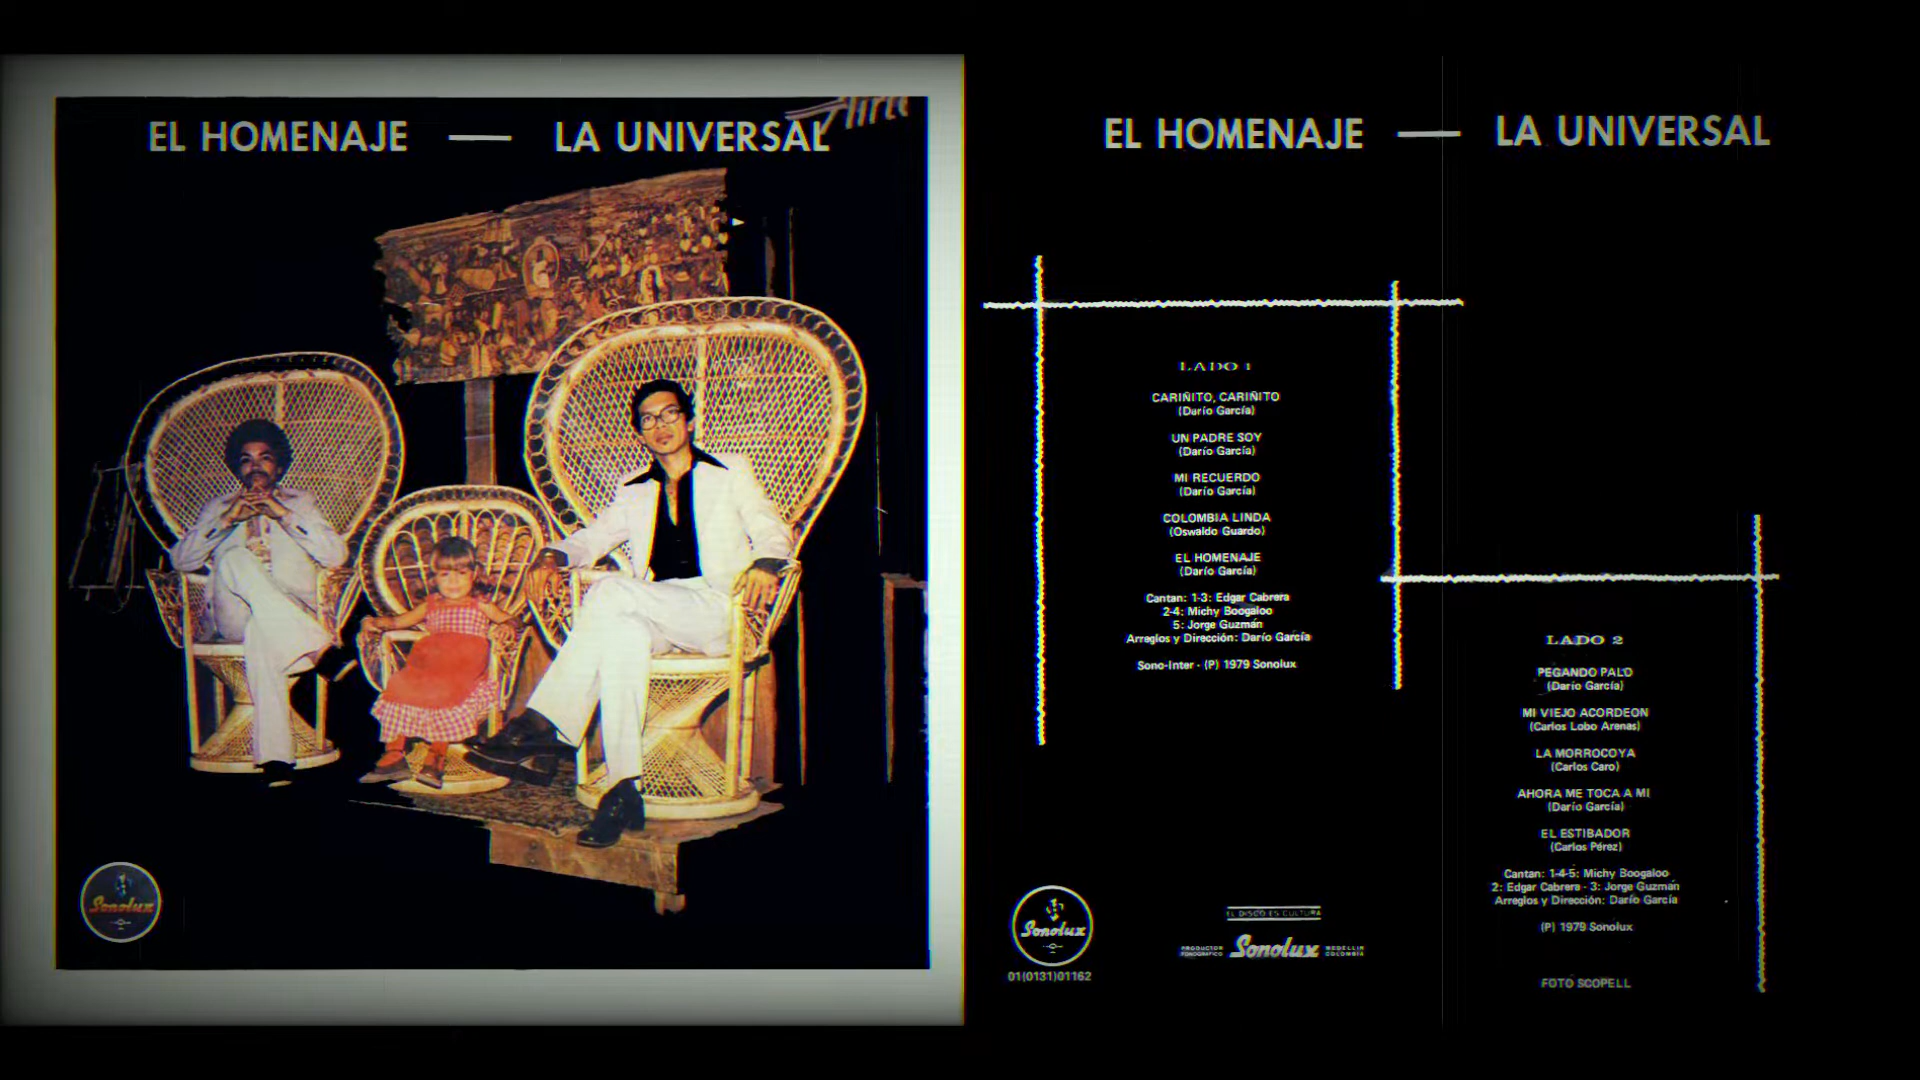 EL HOMENAJE — LA UNIVERSAL
Sonolux
EL HOMENAJE — LA UNIVERSAL
LADO 1
CARIÑITO, CARIÑITO
(Darío García)
UN PADRE SOY
(Darío García)
MI RECUERDO
(Darío García)
COLOMBIA LINDA
(Oswaldo Guardo)
EL HOMENAJE
(Darío García)
Cantan: 1-3: Edgar Cabrera
2-4: Michy Boogaloo
5: Jorge Guzmán
Arreglos y Dirección: Darío García
Sono-Inter - (P) 1979 Sonolux
LADO 2
PEGANDO PALO
(Darío García)
MI VIEJO ACORDEON
(Carlos Lobo Arenas)
LA MORROCOYA
(Carlos Caro)
AHORA ME TOCA A MI
(Darío García)
EL ESTIBADOR
(Carlos Pérez)
Cantan: 1-4-5: Michy Boogaloo
2: Edgar Cabrera - 3: Jorge Guzmán
Arreglos y Dirección: Darío García
(P) 1979 Sonolux
FOTO SCOPELL
Sonolux
01(0131)01162
EL DISCO ES CULTURA
PRODUCTOR FONOGRAFICO Sonolux MEDELLIN COLOMBIA